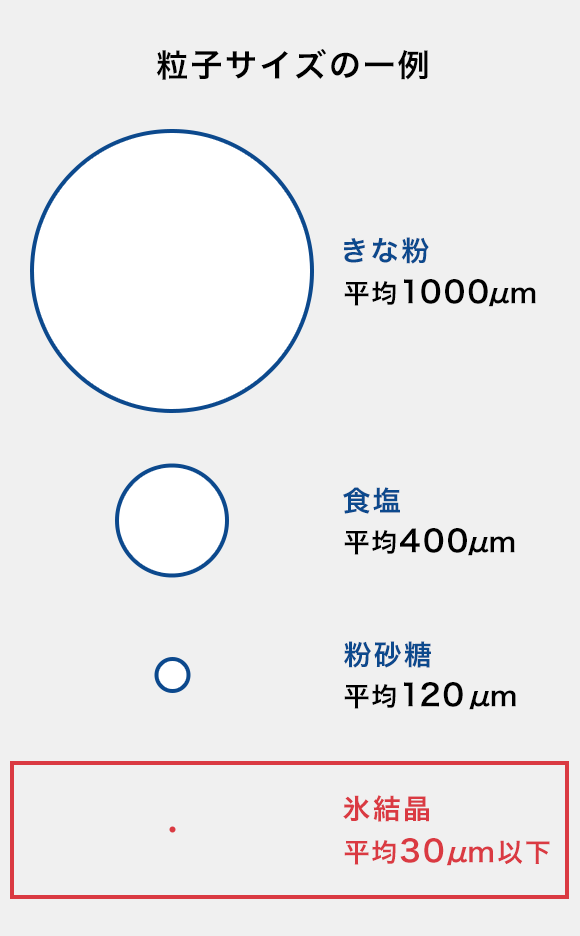 粒子サイズの一例
きな粉
平均1000μm
食塩
平均400μm
粉砂糖
平均120μm
氷結晶
平均30μm以下